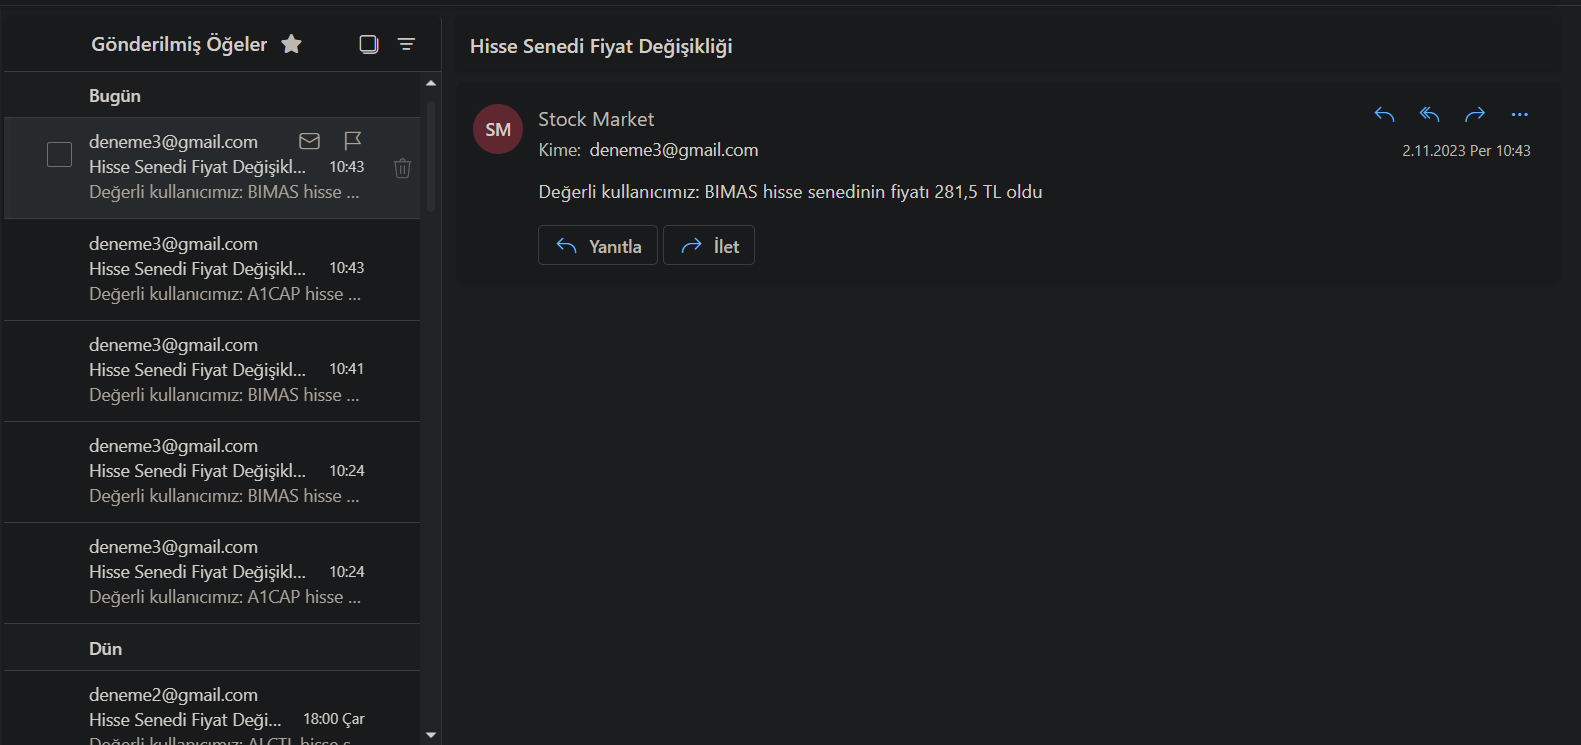 Gönderilmiş Öğeler
Bugün
deneme3@gmail.com
Hisse Senedi Fiyat Değişikl... 10:43
Değerli kullanıcımız: BIMAS hisse ...
deneme3@gmail.com
Hisse Senedi Fiyat Değişikl... 10:43
Değerli kullanıcımız: A1CAP hisse ...
deneme3@gmail.com
Hisse Senedi Fiyat Değişikl... 10:41
Değerli kullanıcımız: BIMAS hisse ...
deneme3@gmail.com
Hisse Senedi Fiyat Değişikl... 10:24
Değerli kullanıcımız: BIMAS hisse ...
deneme3@gmail.com
Hisse Senedi Fiyat Değişikl... 10:24
Değerli kullanıcımız: A1CAP hisse ...
Dün
deneme2@gmail.com
Hisse Senedi Fiyat Deği... 18:00 Çar
Değerli kullanıcımız: hisse s...
Hisse Senedi Fiyat Değişikliği
SM
Stock Market
Kime: deneme3@gmail.com
2.11.2023 Per 10:43
Değerli kullanıcımız: BIMAS hisse senedinin fiyatı 281,5 TL oldu
Yanıtla
İlet